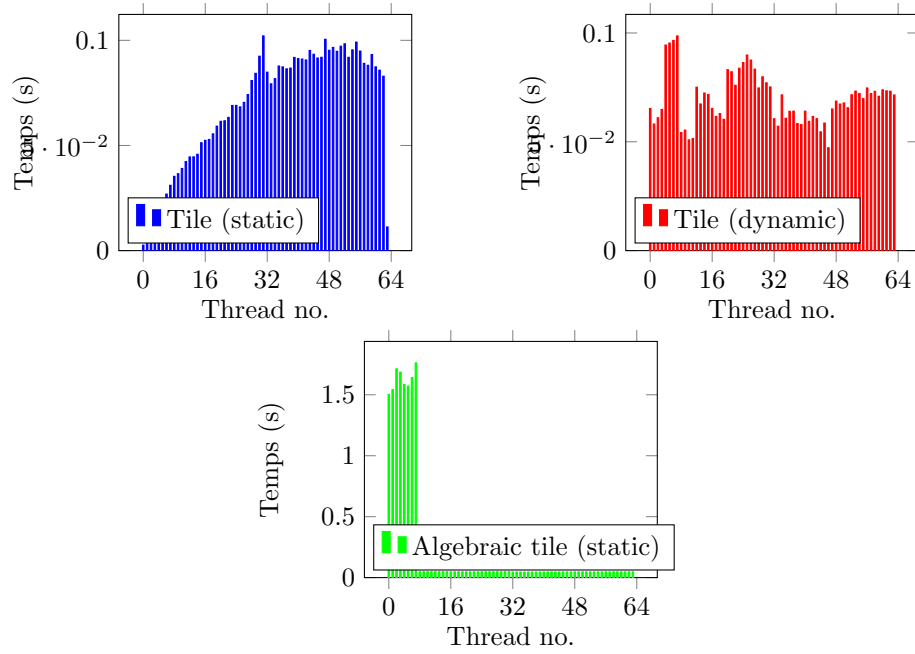 0.1
5 · 10⁻²
0
Temps (s)
Tile (static)
0 16 32 48 64
Thread no.
0.1
5 · 10⁻²
0
Temps (s)
Tile (dynamic)
0 16 32 48 64
Thread no.
1.5
1
0.5
0
Temps (s)
Algebraic tile (static)
0 16 32 48 64
Thread no.